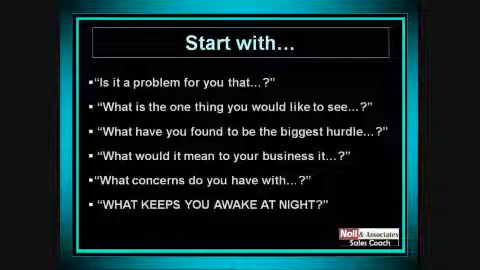 Start with…
▪“Is it a problem for you that…?”
▪ “What is the one thing you would like to see…?”
▪ “What have you found to be the biggest hurdle…?”
▪ “What would it mean to your business it…?”
▪“What concerns do you have with…?”
▪ “WHAT KEEPS YOU AWAKE AT NIGHT?”
Noll & Associates
Sales Coach